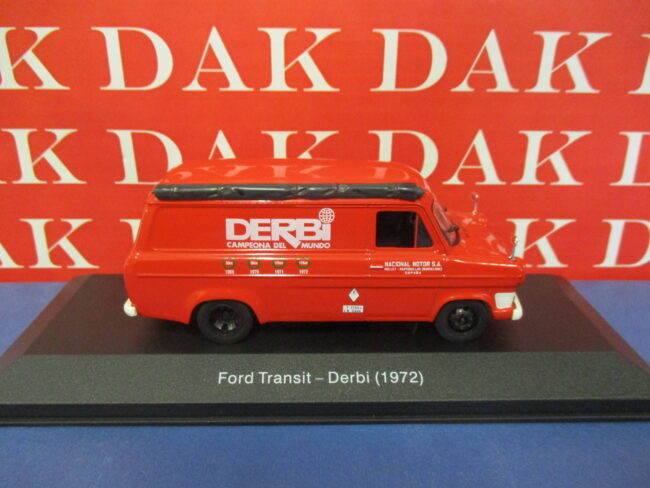 DAK DAK DAK DAK
DAK DAK DAK DAK
DAK DAK DAK DAK
DERBI
CAMPEONA DEL MUNDO
1969 1970 1971 1972
NACIONAL MOTOR S.A.
ESPAÑA
Ford Transit – Derbi (1972)